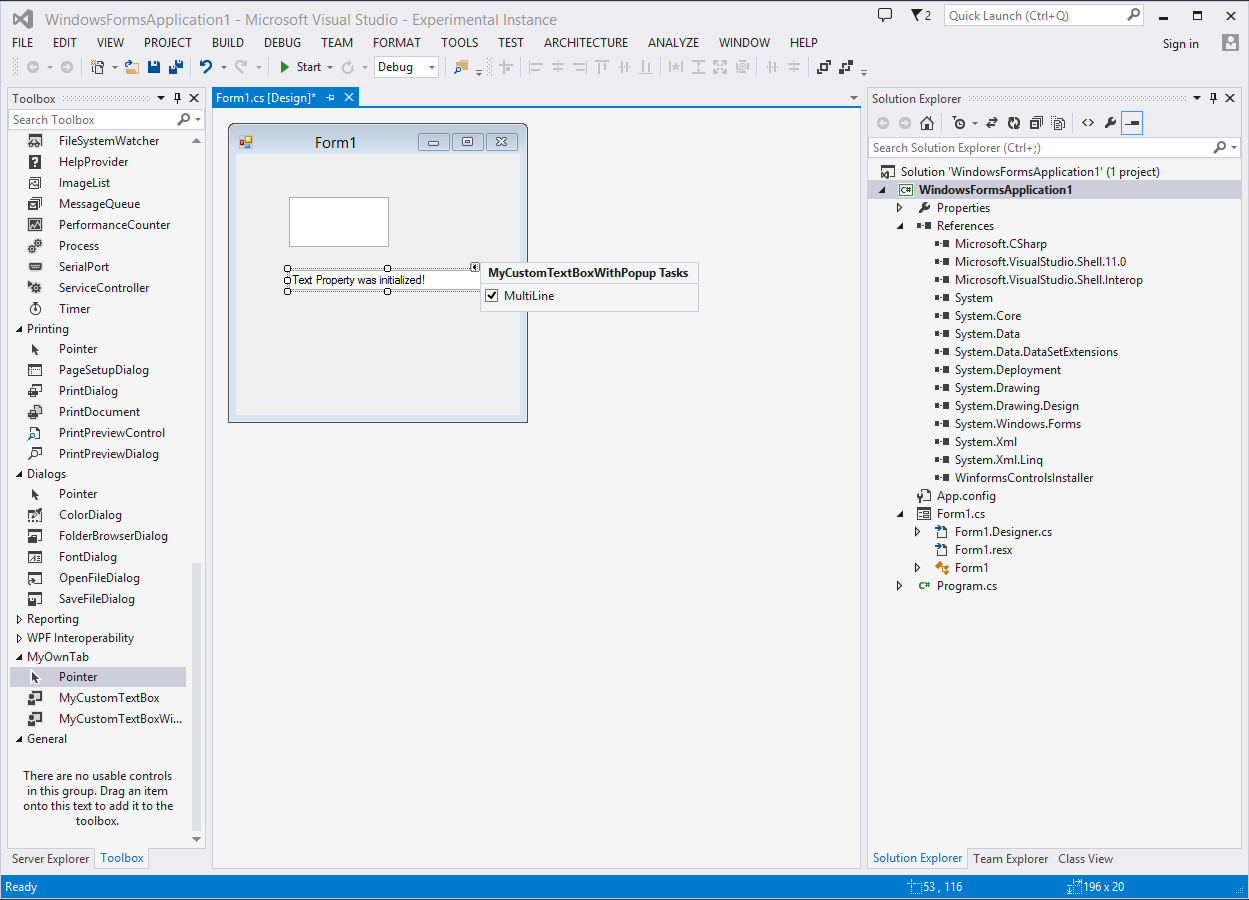 WindowsFormsApplication1 - Microsoft Visual Studio - Experimental Instance
2
Quick Launch (Ctrl+Q)
FILE EDIT VIEW PROJECT BUILD DEBUG TEAM FORMAT TOOLS TEST ARCHITECTURE ANALYZE WINDOW HELP
Sign in
Start
Debug
Toolbox
Search Toolbox
FileSystemWatcher
HelpProvider
ImageList
MessageQueue
PerformanceCounter
Process
SerialPort
ServiceController
Timer
Printing
Pointer
PageSetupDialog
PrintDialog
PrintDocument
PrintPreviewControl
PrintPreviewDialog
Dialogs
Pointer
ColorDialog
FolderBrowserDialog
FontDialog
OpenFileDialog
SaveFileDialog
Reporting
WPF Interoperability
MyOwnTab
Pointer
MyCustomTextBox
MyCustomTextBoxWi...
General
There are no usable controls
in this group. Drag an item
onto this text to add it to the
toolbox.
Server Explorer
Toolbox
Form1.cs [Design]*
Form1
Text Property was initialized!
MyCustomTextBoxWithPopup Tasks
MultiLine
Solution Explorer
Search Solution Explorer (Ctrl+;)
Solution 'WindowsFormsApplication1' (1 project)
C# WindowsFormsApplication1
Properties
References
Microsoft.CSharp
Microsoft.VisualStudio.Shell.11.0
Microsoft.VisualStudio.Shell.Interop
System
System.Core
System.Data
System.Data.DataSetExtensions
System.Deployment
System.Drawing
System.Drawing.Design
System.Windows.Forms
System.Xml
System.Xml.Linq
WinformsControlsInstaller
App.config
Form1.cs
Form1.Designer.cs
Form1.resx
Form1
C# Program.cs
Solution Explorer
Team Explorer
Class View
Ready
53 , 116
196 x 20